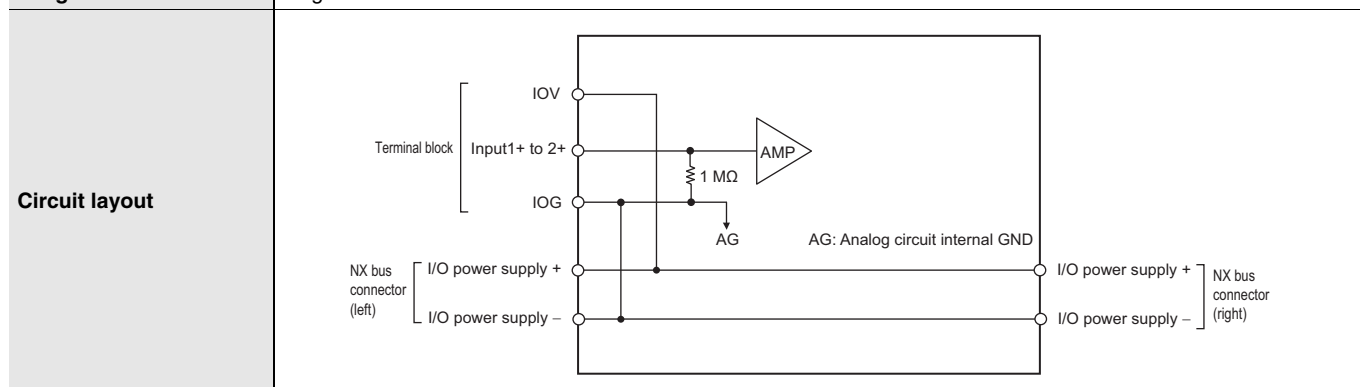 Circuit layout
IOV
Terminal block
Input1+ to 2+
AMP
1 MΩ
IOG
AG
AG: Analog circuit internal GND
NX bus
connector
(left)
I/O power supply +
I/O power supply –
I/O power supply +
I/O power supply –
NX bus
connector
(right)